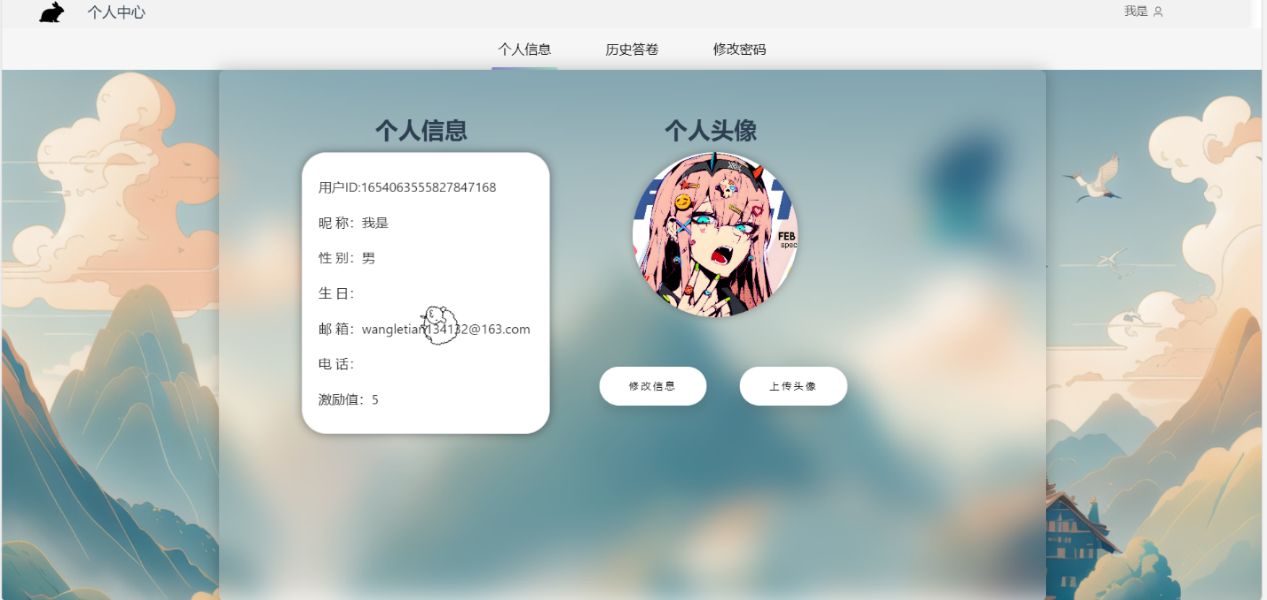 个人中心
我是
个人信息 历史答卷 修改密码
个人信息
用户ID:1654063555827847168
昵 称：我是
性 别：男
生 日：
邮 箱：wangletian134132@163.com
电 话：
激励值：5
个人头像
FEB
spec
修改信息 上传头像